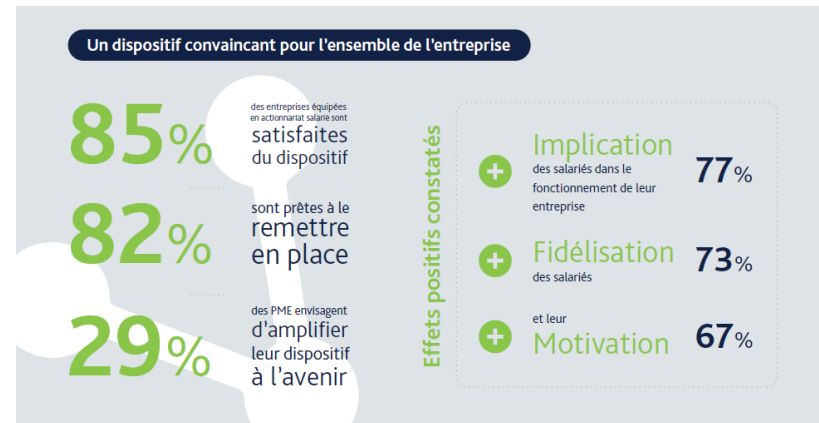 Un dispositif convaincant pour l'ensemble de l'entreprise
85%
des entreprises équipées
en actionnariat salarié sont
satisfaites
du dispositif
82%
sont prêtes à le
remettre
en place
29%
des PME envisagent
d'amplifier
leur dispositif
à l'avenir
Effets positifs constatés
Implication
des salariés dans le
fonctionnement de leur
entreprise
77%
Fidélisation
des salariés
73%
et leur
Motivation
67%